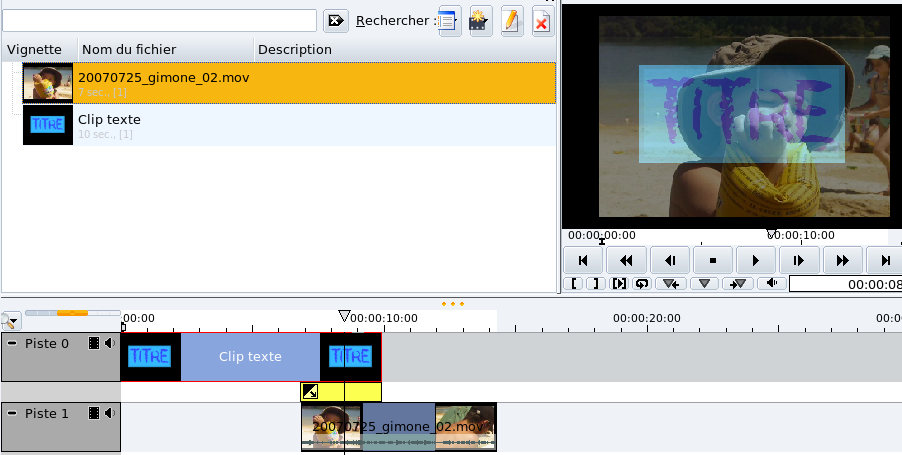 Rechercher :
Vignette Nom du fichier Description
20070725_gimone_02.mov
7 sec., [1]
TITRE
Clip texte
10 sec., [1]
TITRE
00:00:00:00 00:00:10:00
00:00:08
:00:00 00:00:10:00 00:00:20:00 00:0
Piste 0
TITRE Clip texte TITRE
Piste 1
20070725_gimone_02.mov